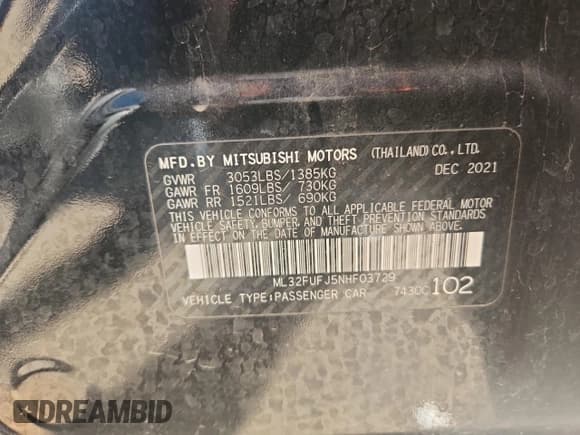 MFD. BY MITSUBISHI MOTORS (THAILAND) CO., LTD.
GVWR 3053LBS/1385KG DEC 2021
GAWR FR 1609LBS/ 730KG
GAWR RR 1521LBS/ 690KG
THIS VEHICLE CONFORMS TO ALL APPLICABLE FEDERAL MOTOR
VEHICLE SAFETY, BUMPER, AND THEFT PREVENTION STANDARDS
IN EFFECT ON THE DATE OF MANUFACTURE SHOWN ABOVE.
ML32FUFJ5NHF03729
VEHICLE TYPE:PASSENGER CAR 7430C 102
DREAMBID